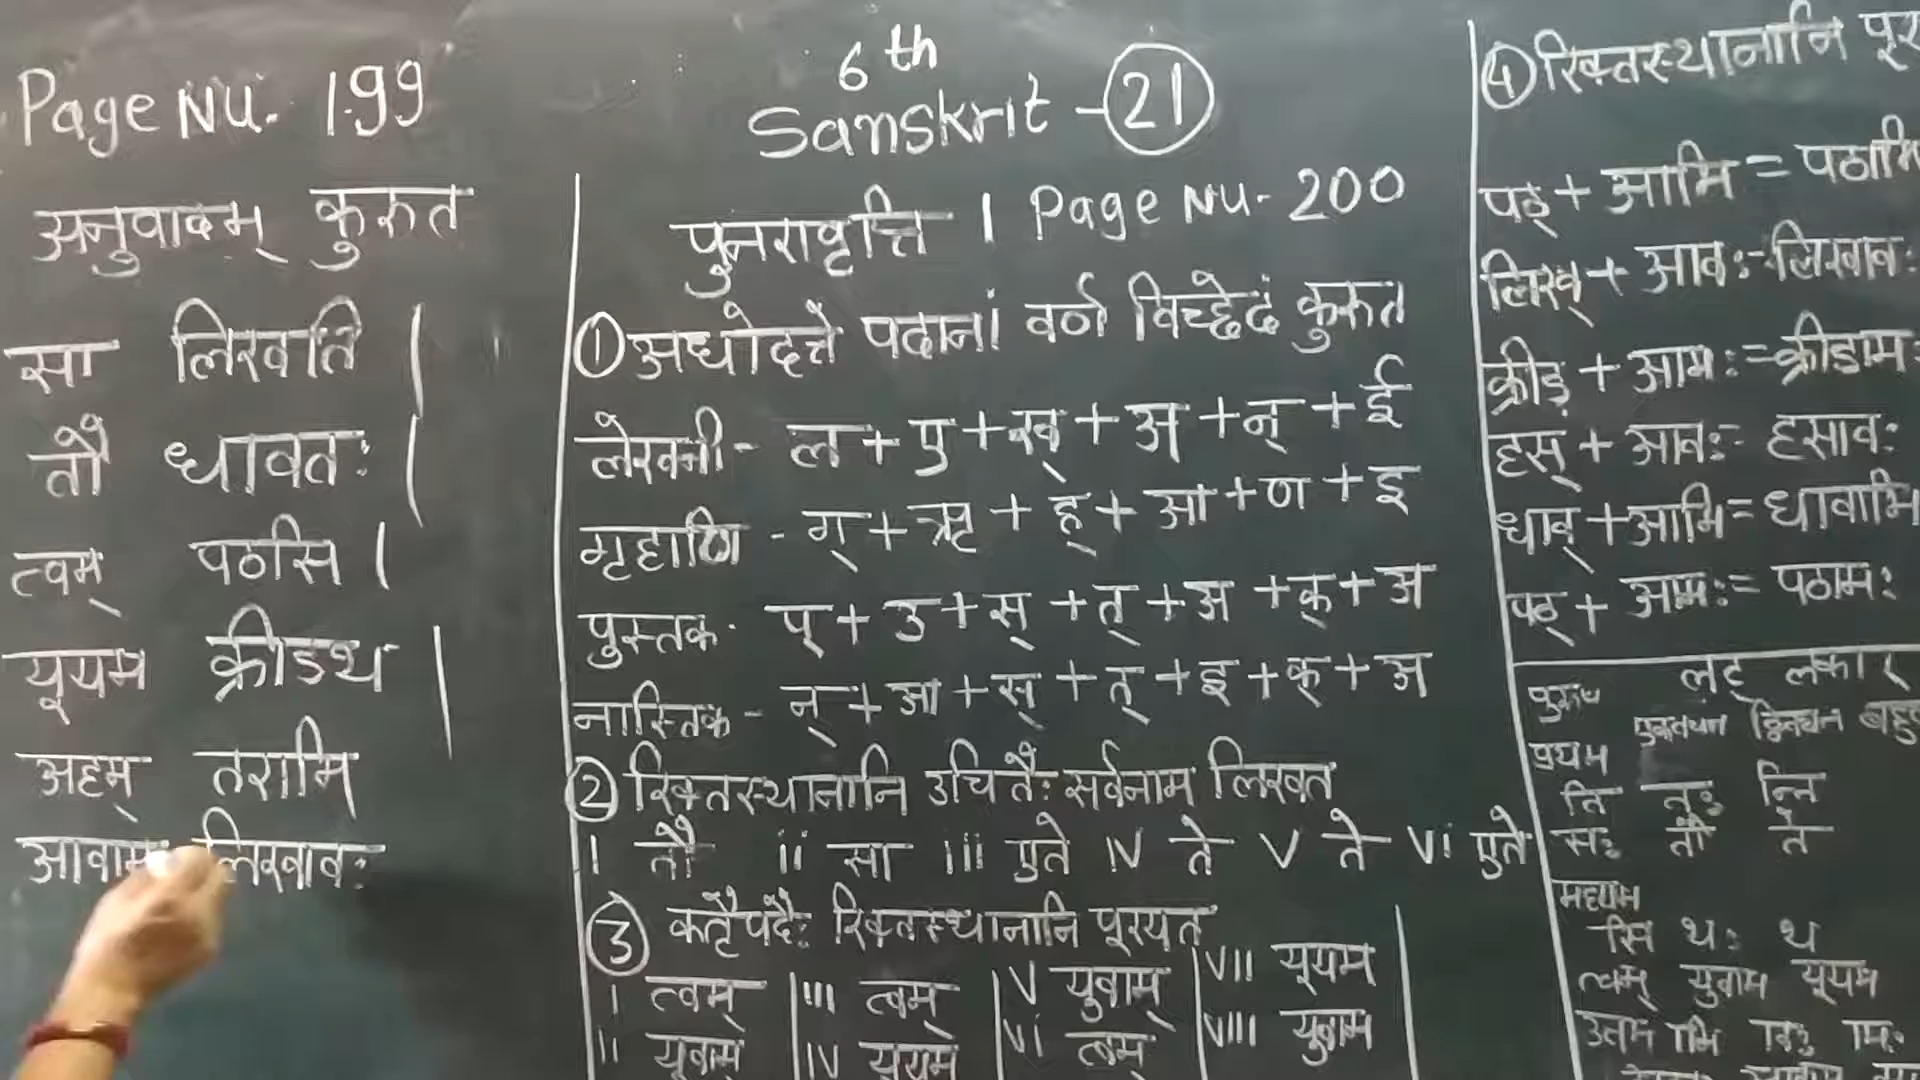 6th
Sanskrit - 21
Page NU. 199
अनुवादम् कुरुत
सा लिखति |
तौ धावतः |
त्वम् पठसि |
यूयम क्रीडथ |
अहम् तरामि
लिखावः
पुनरावृत्ति | Page NU- 200
① अधोदत्तै पदानां वर्ण विच्छेदं कुरुत
लेखनी - ल + ए + ख् + अ + न् + ई
गृहाणि - ग् + ऋ + ह् + आ + ण + इ
पुस्तक - प् + उ + स् + त् + अ + क् + अ
नास्तिक - न् + आ + स् + त् + इ + क् + अ
② रिक्तस्थानानि उचितैः सर्वनाम लिखत
i तौ ii सा iii एते iv ते v ते vi एते
③ कर्तृपदैः रिक्तस्थानानि पूरयत
i त्वम् | iii त्वम् | v युवाम् | vii यूयम |
ii यूवाम् | iv यूयम | vi त्वम् | viii युवाम
④ रिक्तस्थानानि
पठ् + आमि = पठामि
लिख् + आवः - लिखावः
क्रीड् + आमः = क्रीडामः
हस् + आवः = हसावः
धाव् + आमि = धावामि
पठ् + आमः = पठामः
लट् लकार
पुरुष एकवचन द्विवचन
प्रथम
ति तः न्ति
सः तौ ते
मध्यम
सि थः थ
त्वम् युवाम यूयम
उत्तम मि वः मः